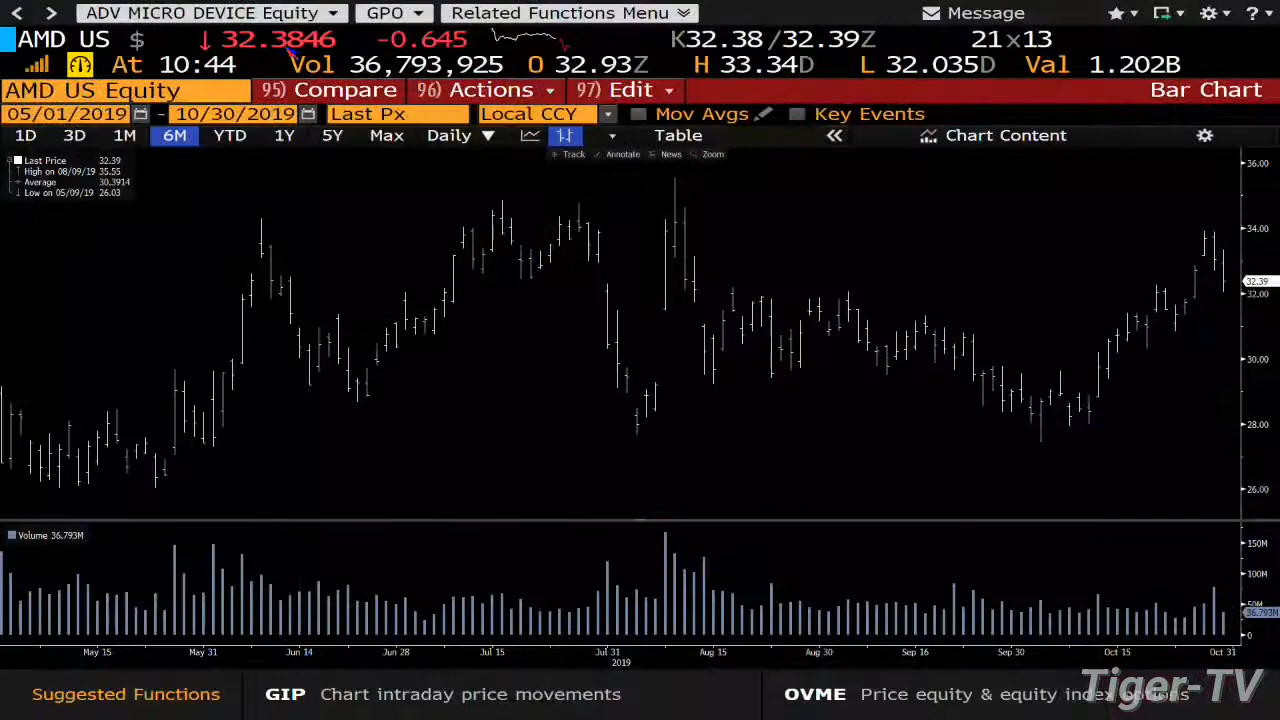 ADV MICRO DEVICE Equity GPO Related Functions Menu Message ?
AMD US $ ↓ 32.3846 -0.645 K32.38 /32.39Z 21x13
At 10:44 Vol 36,793,925 O 32.93Z H 33.34D L 32.035D Val 1.202B
AMD US Equity 95) Compare 96) Actions 97) Edit Bar Chart
05/01/2019 - 10/30/2019 Last Px Local CCY Mov Avgs Key Events
1D 3D 1M 6M YTD 1Y 5Y Max Daily ▼ Table « Chart Content
Track Annotate News Zoom
Last Price 32.39
High on 08/09/19 35.55
Average 30.3914
Low on 05/09/19 26.03
36.00
34.00
32.39
32.00
30.00
28.00
26.00
Volume 36.793M
150M
100M
50M
36.793M
0
May 15 May 31 Jun 14 Jun 28 Jul 15 Jul 31 Aug 15 Aug 30 Sep 16 Sep 30 Oct 15 Oct 31
2019
Suggested Functions GIP Chart intraday price movements OVME Price equity & equity index options
Tiger-TV